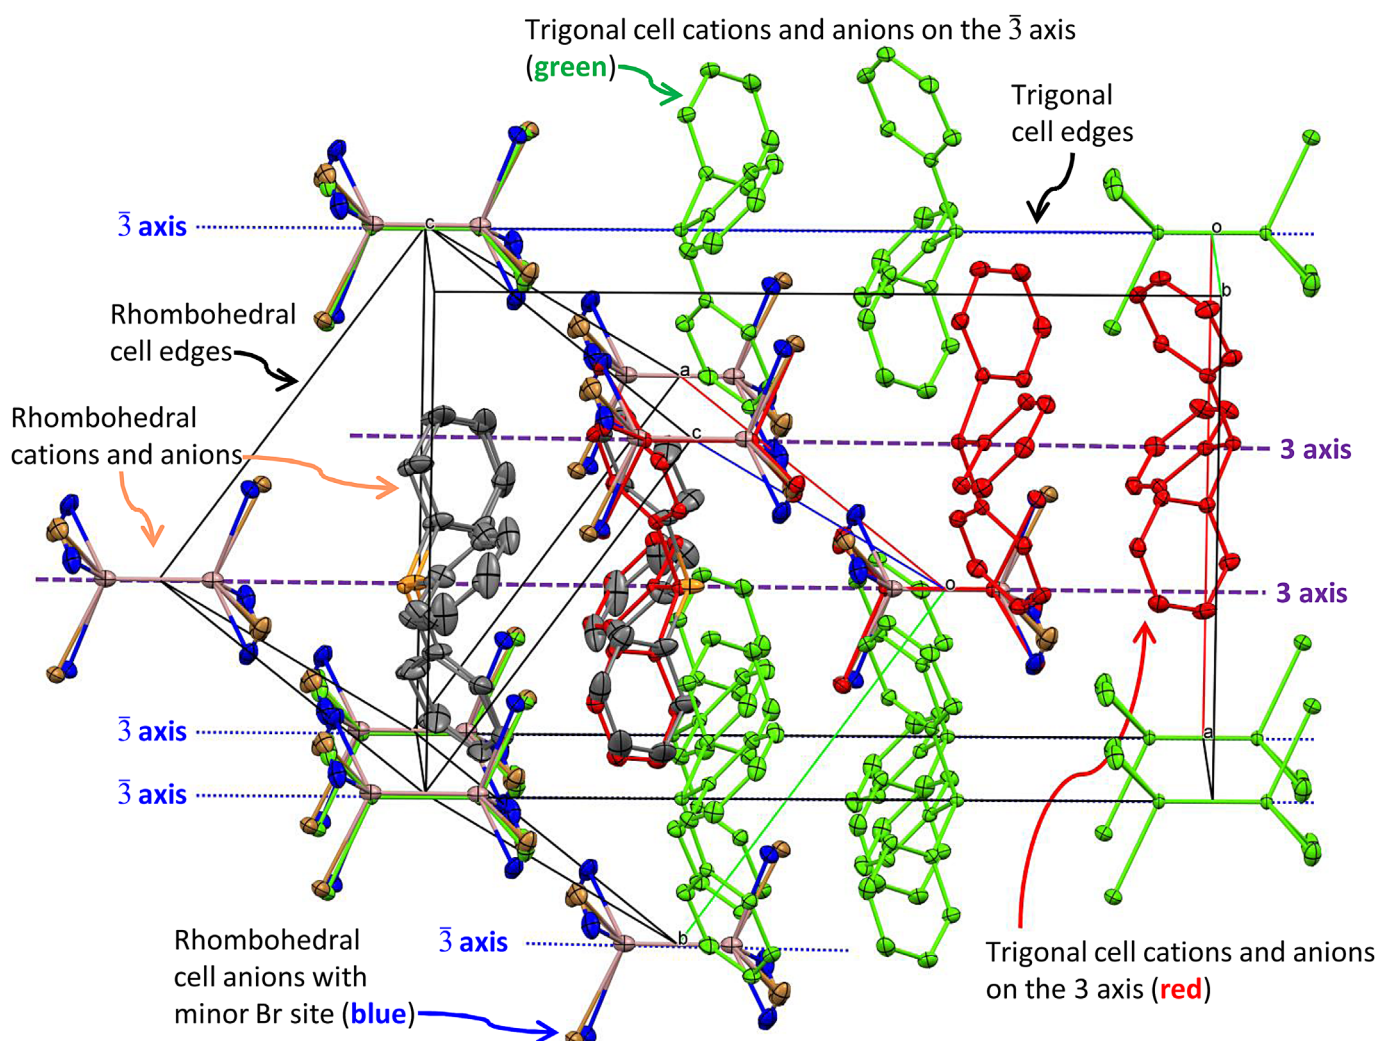 Trigonal cell cations and anions on the 3̅ axis
(green)
Trigonal
cell edges
3̅ axis
c
o
b
Rhombohedral
cell edges
a
Rhombohedral
cations and anions
c
3 axis
o
3 axis
3̅ axis
a
3̅ axis
b
3̅ axis
Rhombohedral
cell anions with
minor Br site (blue)
Trigonal cell cations and anions
on the 3 axis (red)